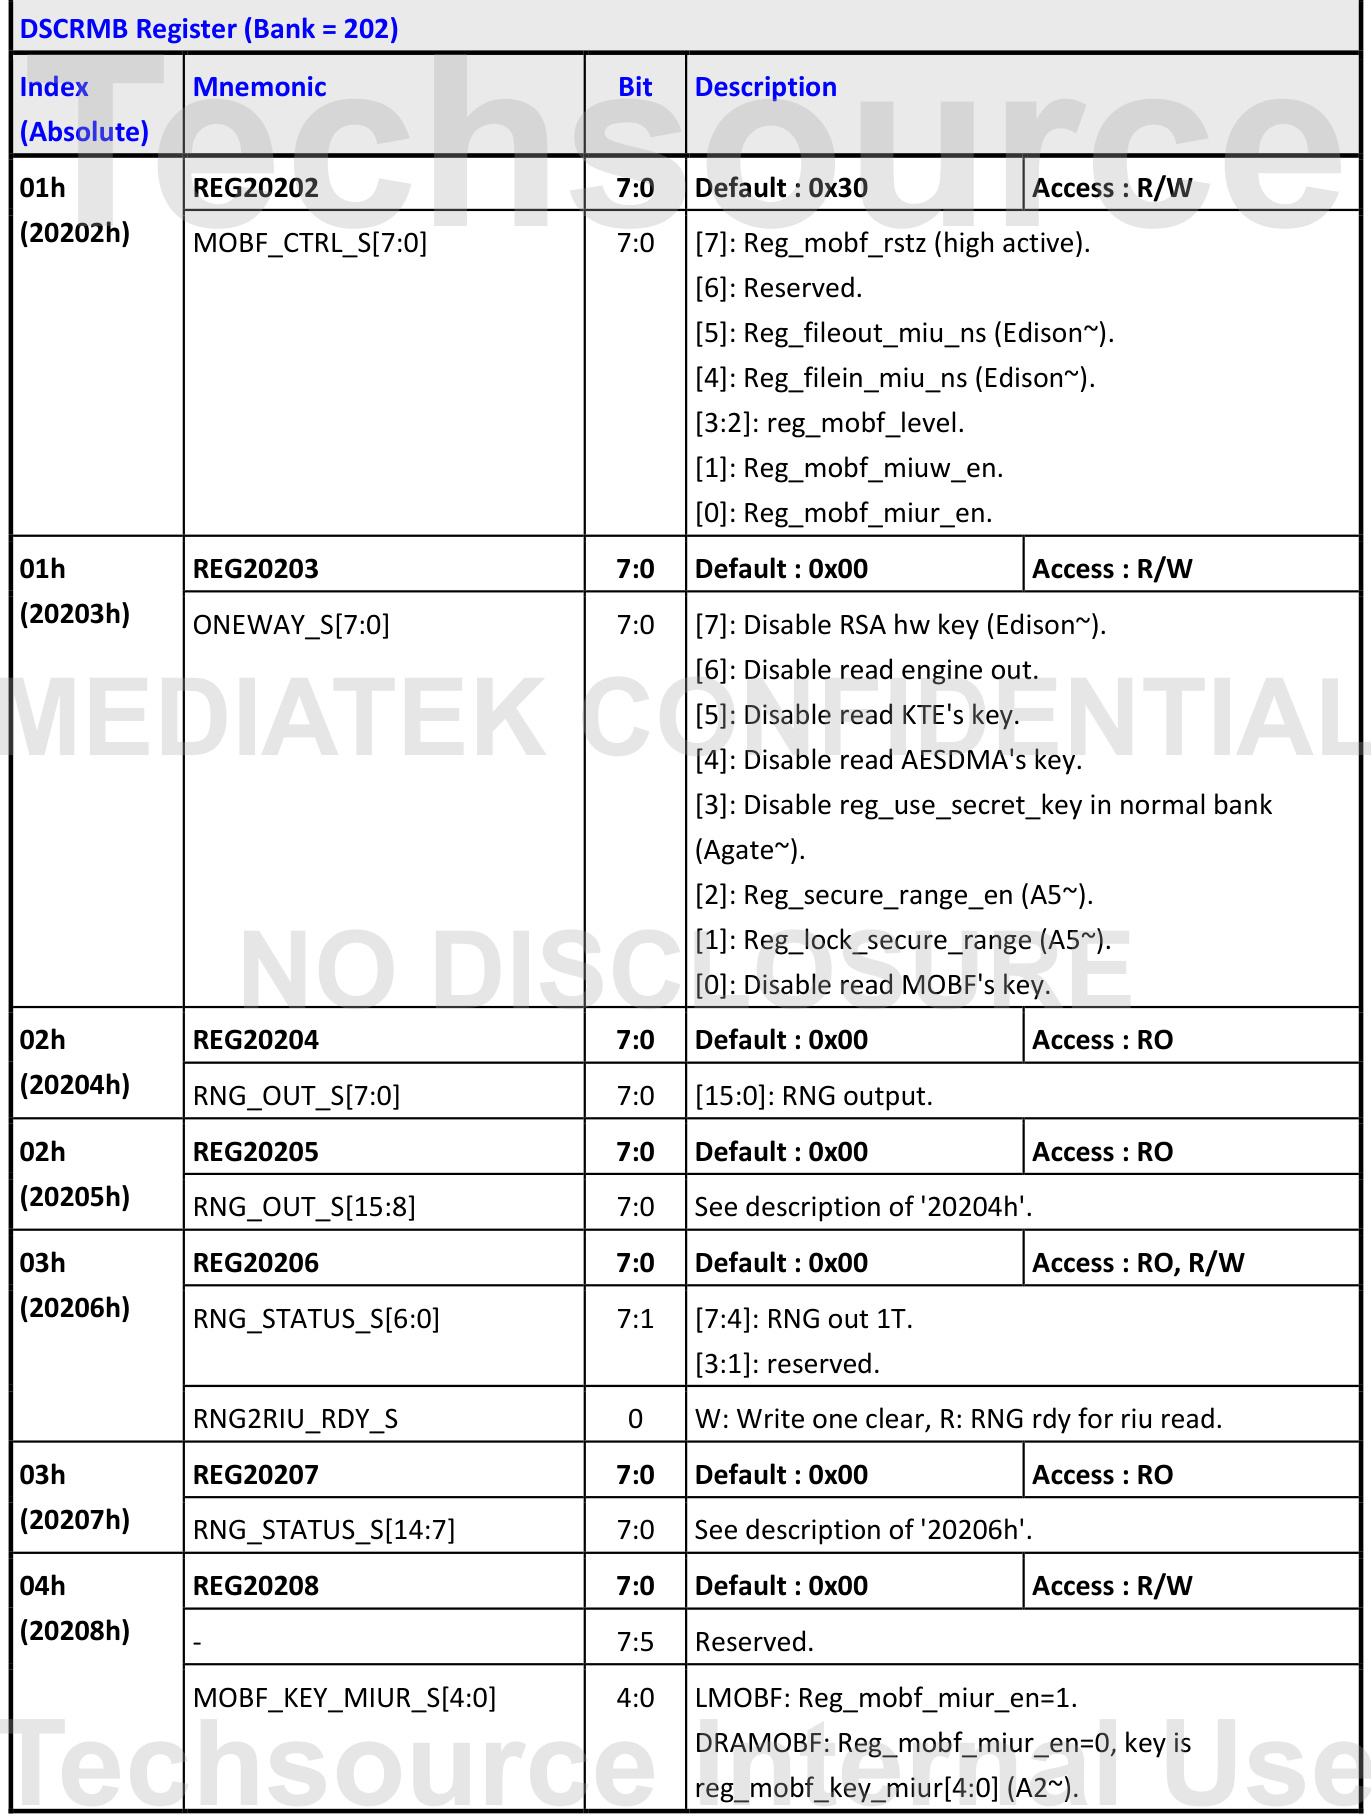 DSCRMB Register (Bank = 202)
Index (Absolute) Mnemonic Bit Description
01h (20202h) REG20202 7:0 Default : 0x30 Access : R/W
MOBF_CTRL_S[7:0] 7:0 [7]: Reg_mobf_rstz (high active).
[6]: Reserved.
[5]: Reg_fileout_miu_ns (Edison~).
[4]: Reg_filein_miu_ns (Edison~).
[3:2]: reg_mobf_level.
[1]: Reg_mobf_miuw_en.
[0]: Reg_mobf_miur_en.
01h (20203h) REG20203 7:0 Default : 0x00 Access : R/W
ONEWAY_S[7:0] 7:0 [7]: Disable RSA hw key (Edison~).
[6]: Disable read engine out.
[5]: Disable read KTE's key.
[4]: Disable read AESDMA's key.
[3]: Disable reg_use_secret_key in normal bank
(Agate~).
[2]: Reg_secure_range_en (A5~).
[1]: Reg_lock_secure_range (A5~).
[0]: Disable read MOBF's key.
02h (20204h) REG20204 7:0 Default : 0x00 Access : RO
RNG_OUT_S[7:0] 7:0 [15:0]: RNG output.
02h (20205h) REG20205 7:0 Default : 0x00 Access : RO
RNG_OUT_S[15:8] 7:0 See description of '20204h'.
03h (20206h) REG20206 7:0 Default : 0x00 Access : RO, R/W
RNG_STATUS_S[6:0] 7:1 [7:4]: RNG out 1T.
[3:1]: reserved.
RNG2RIU_RDY_S 0 W: Write one clear, R: RNG rdy for riu read.
03h (20207h) REG20207 7:0 Default : 0x00 Access : RO
RNG_STATUS_S[14:7] 7:0 See description of '20206h'.
04h (20208h) REG20208 7:0 Default : 0x00 Access : R/W
- 7:5 Reserved.
MOBF_KEY_MIUR_S[4:0] 4:0 LMOBF: Reg_mobf_miur_en=1.
DRAMOBF: Reg_mobf_miur_en=0, key is
reg_mobf_key_miur[4:0] (A2~).
Techsource
MEDIATEK CONFIDENTIAL
NO DISCLOSURE
Techsource Internal Use